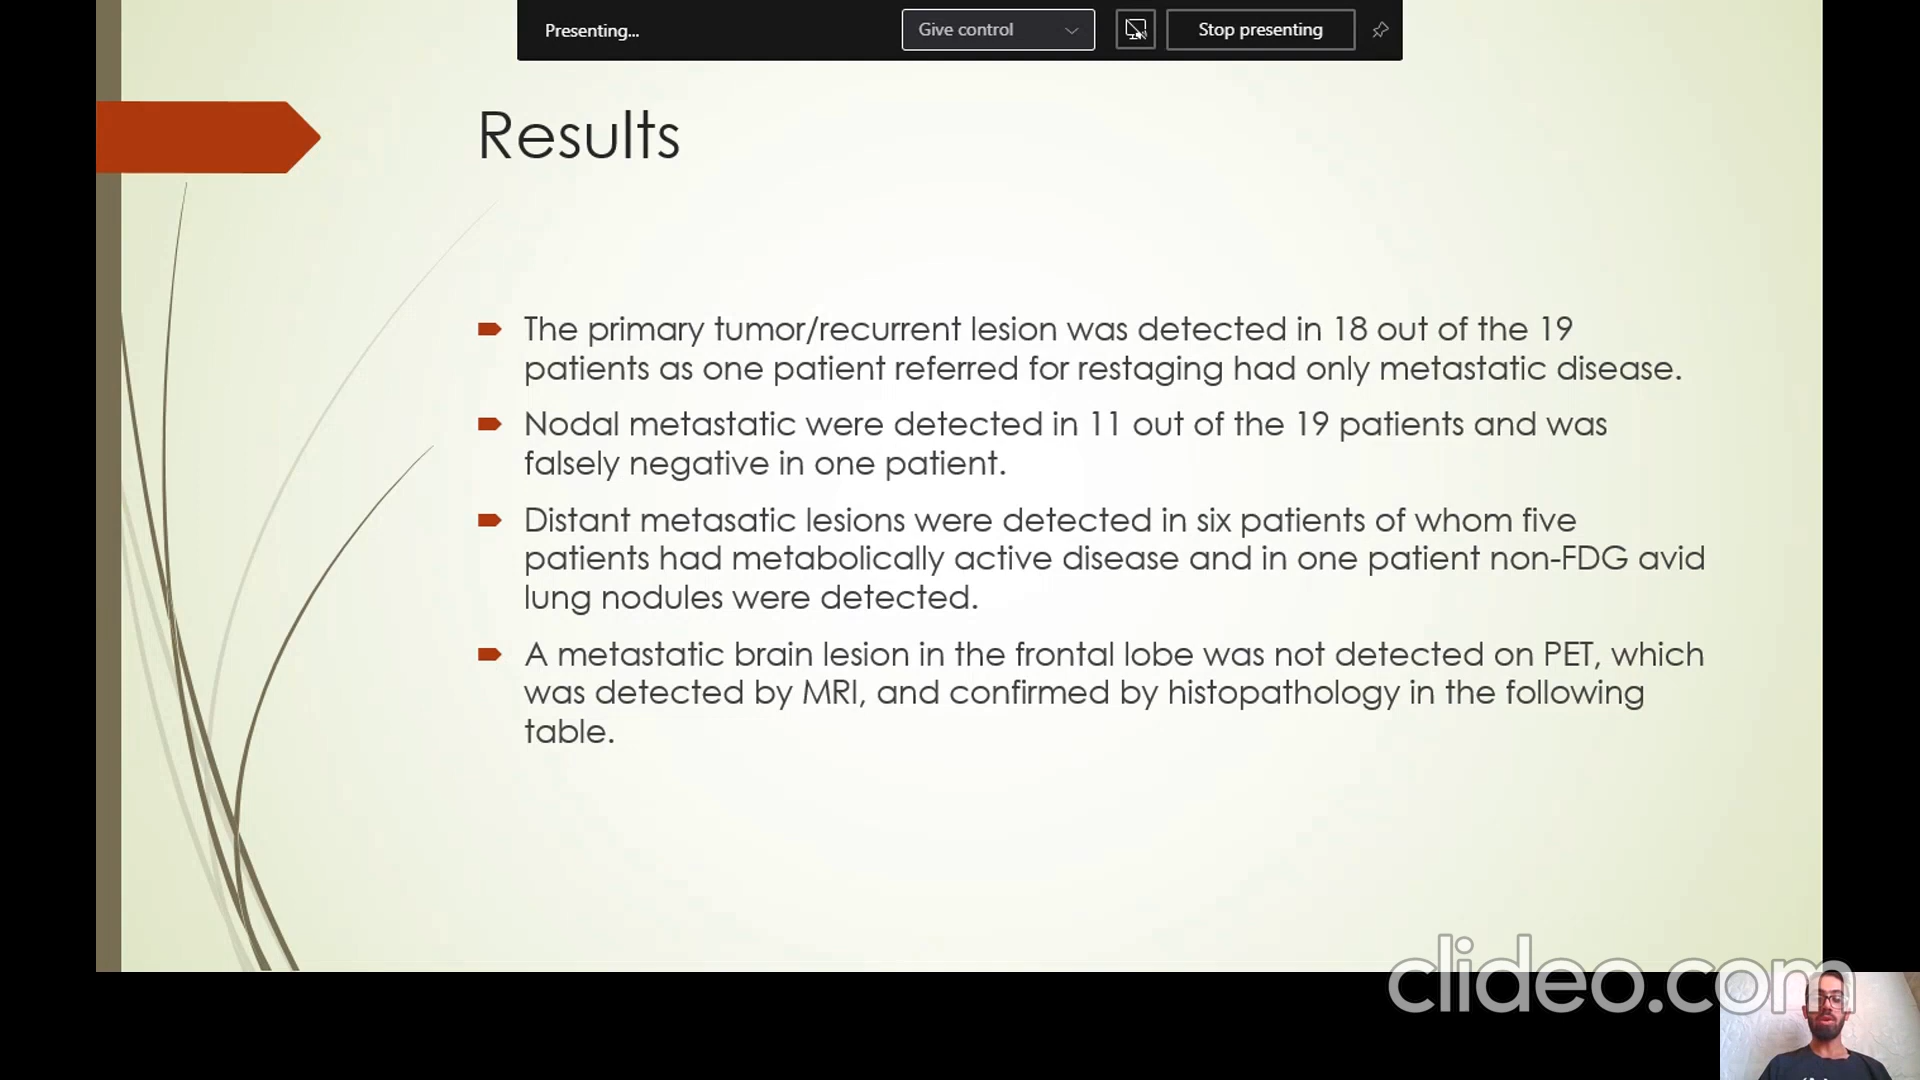 Presenting...
Give control
Stop presenting
Results
The primary tumor/recurrent lesion was detected in 18 out of the 19
patients as one patient referred for restaging had only metastatic disease.
Nodal metastatic were detected in 11 out of the 19 patients and was
falsely negative in one patient.
Distant metasatic lesions were detected in six patients of whom five
patients had metabolically active disease and in one patient non-FDG avid
lung nodules were detected.
A metastatic brain lesion in the frontal lobe was not detected on PET, which
was detected by MRI, and confirmed by histopathology in the following
table.
clideo.com